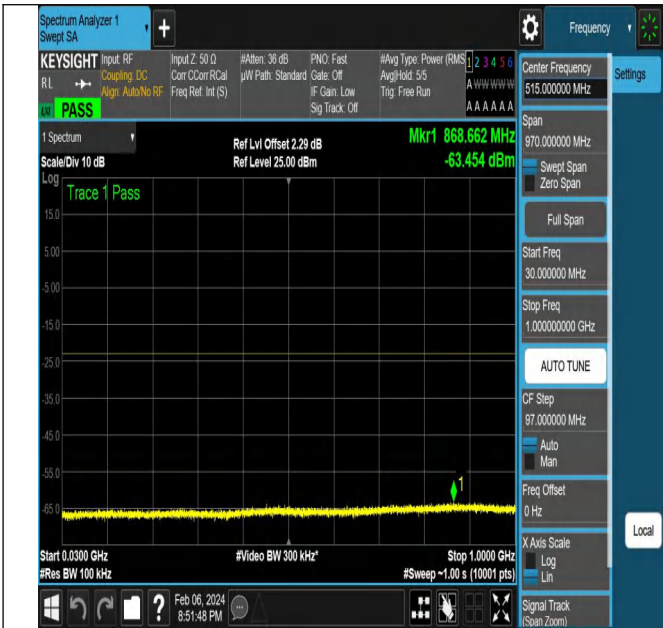 Spectrum Analyzer 1
Swept SA
+
Frequency
KEYSIGHT
RL
PASS
Input: RF
Coupling: DC
Align: Auto/No RF
Input Z: 50 Ω
Corr CCorr RCal
Freq Ref: Int (S)
#Atten: 36 dB
µW Path: Standard
PNO: Fast
Gate: Off
IF Gain: Low
Sig Track: Off
#Avg Type: Power (RMS
Avg|Hold: 5/5
Trig: Free Run
1 2 3 4 5 6
A W W W W W
A A A A A A
1 Spectrum
Scale/Div 10 dB
Log
Ref Lvl Offset 2.29 dB
Ref Level 25.00 dBm
Mkr1 868.662 MHz
-63.454 dBm
Trace 1 Pass
15.0
5.00
-5.00
-15.0
-25.0
-35.0
-45.0
-55.0
-65.0
1
Start 0.0300 GHz
#Res BW 100 kHz
#Video BW 300 kHz*
Stop 1.0000 GHz
#Sweep ~1.00 s (10001 pts)
Center Frequency
515.000000 MHz
Settings
Span
970.000000 MHz
Swept Span
Zero Span
Full Span
Start Freq
30.000000 MHz
Stop Freq
1.000000000 GHz
AUTO TUNE
CF Step
97.000000 MHz
Auto
Man
Freq Offset
0 Hz
Local
X Axis Scale
Log
Lin
Signal Track
(Span Zoom)
?
Feb 06, 2024
8:51:48 PM